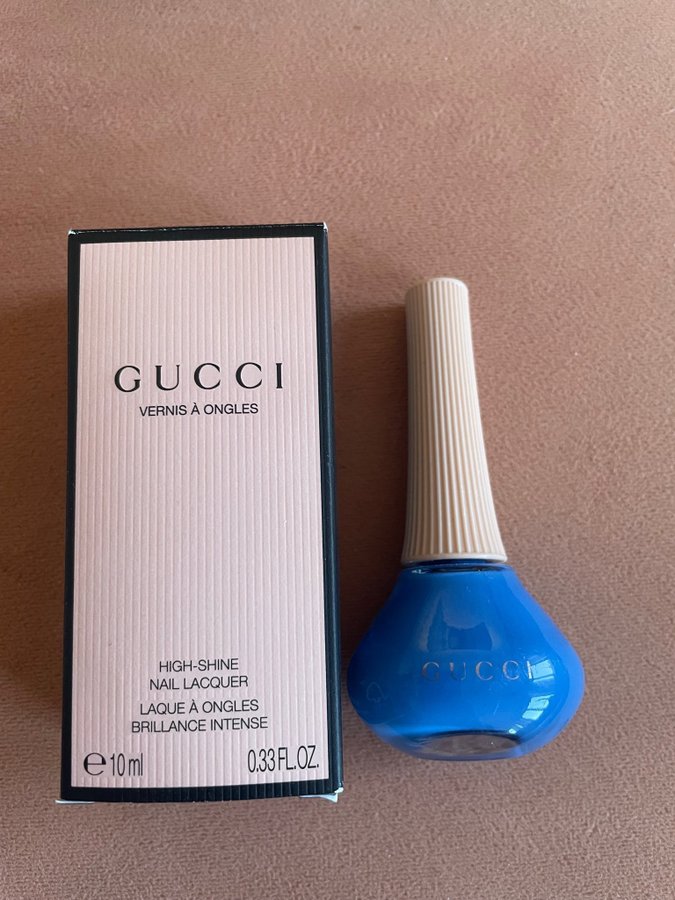 GUCCI
VERNIS À ONGLES
HIGH-SHINE
NAIL LACQUER
LAQUE À ONGLES
BRILLANCE INTENSE
℮ 10 ml
0.33 FL.OZ.
GUCCI